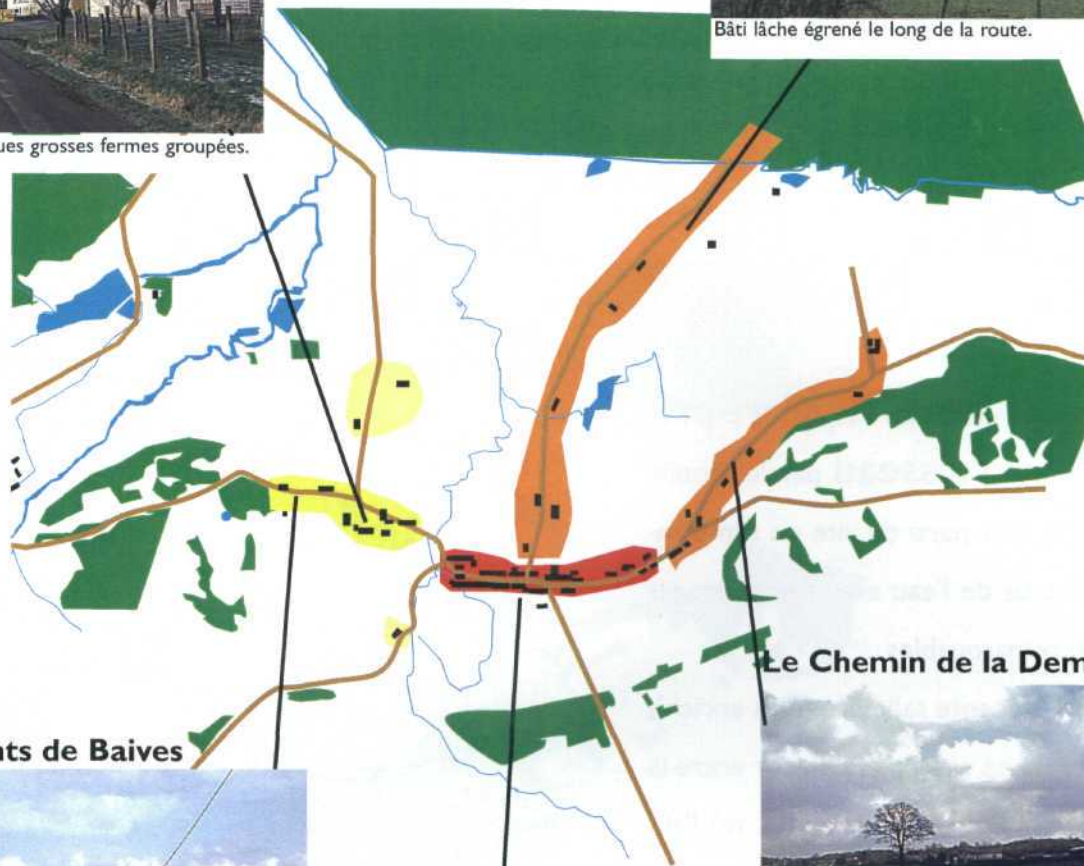 Bâti lâche égrené le long de la route.
ues grosses fermes groupées.
Le Chemin de la Dem
nts de Baives